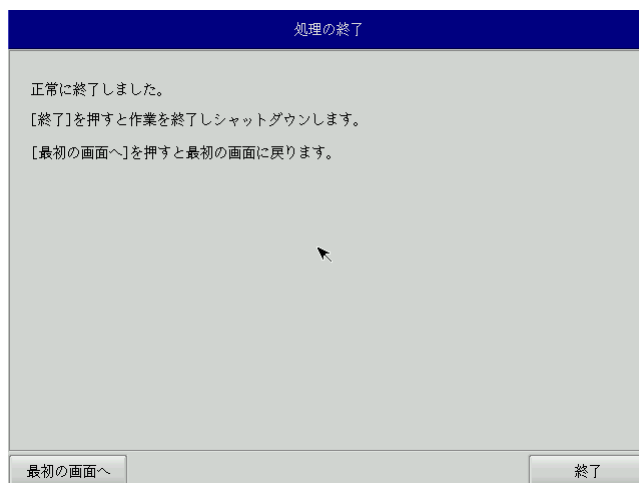 処理の終了
正常に終了しました。
[終了]を押すと作業を終了しシャットダウンします。
[最初の画面へ]を押すと最初の画面に戻ります。
最初の画面へ
終了